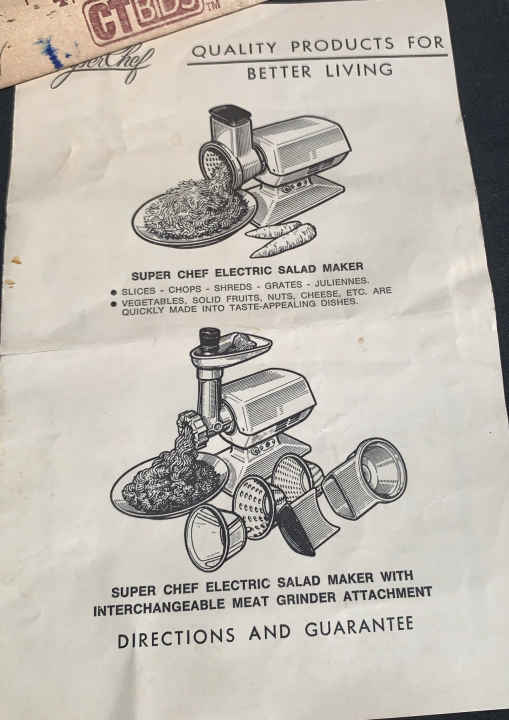 CTBIDS™
Super Chef
QUALITY PRODUCTS FOR
BETTER LIVING
SUPER CHEF ELECTRIC SALAD MAKER
● SLICES - CHOPS - SHREDS - GRATES - JULIENNES.
● VEGETABLES, SOLID FRUITS, NUTS, CHEESE, ETC. ARE
QUICKLY MADE INTO TASTE-APPEALING DISHES.
SUPER CHEF ELECTRIC SALAD MAKER WITH
INTERCHANGEABLE MEAT GRINDER ATTACHMENT
DIRECTIONS AND GUARANTEE